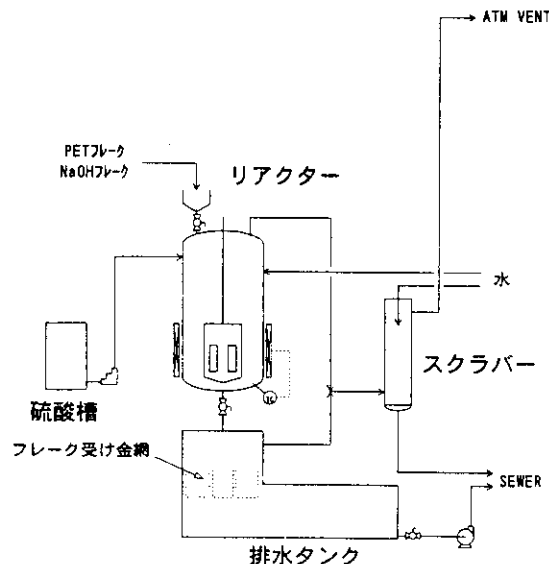 ATM VENT
PETフレーク
NaOHフレーク
リアクター
水
スクラバー
硫酸槽
TC
フレーク受け金網
SEWER
排水タンク